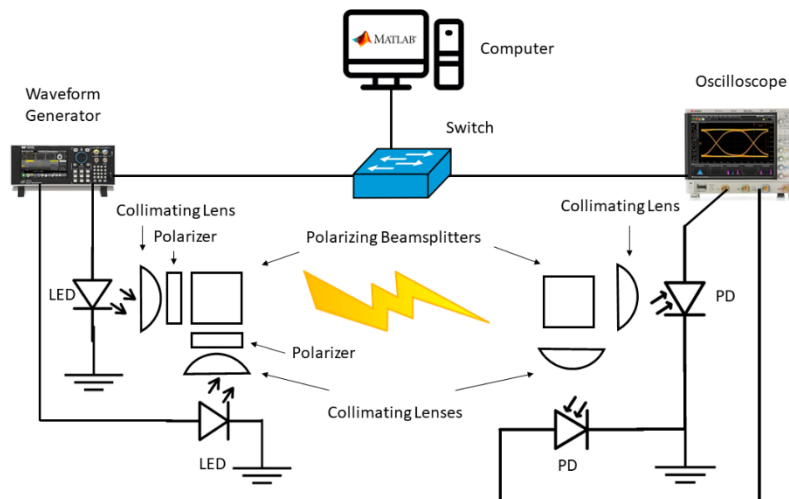 MATLAB®
Computer
Waveform
Generator
Oscilloscope
Switch
Collimating Lens
Polarizer
Polarizing Beamsplitters
Collimating Lens
LED
PD
Polarizer
Collimating Lenses
LED
PD